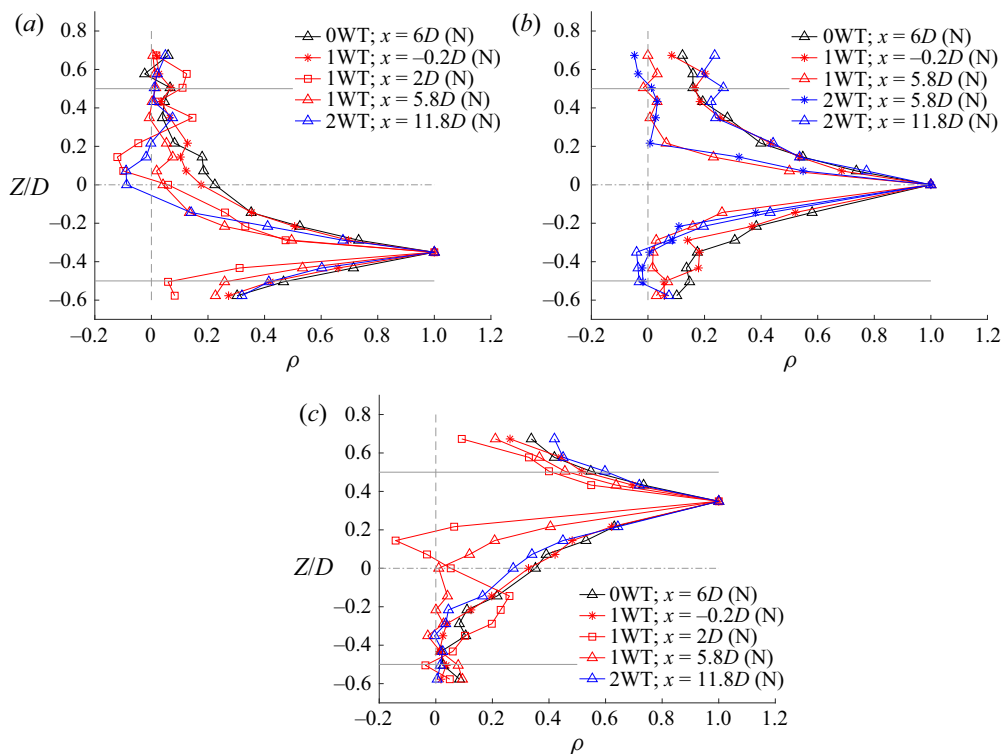 (a)
0.8
0.6
0.4
0.2
0
–0.2
–0.4
–0.6
Z/D
0WT; x = 6D (N)
1WT; x = –0.2D (N)
1WT; x = 2D (N)
1WT; x = 5.8D (N)
2WT; x = 11.8D (N)
–0.2 0 0.2 0.4 0.6 0.8 1.0 1.2
ρ
(b)
0.8
0.6
0.4
0.2
0
–0.2
–0.4
–0.6
0WT; x = 6D (N)
1WT; x = –0.2D (N)
1WT; x = 5.8D (N)
2WT; x = 5.8D (N)
2WT; x = 11.8D (N)
–0.2 0 0.2 0.4 0.6 0.8 1.0 1.2
ρ
(c)
0.8
0.6
0.4
0.2
0
–0.2
–0.4
–0.6
Z/D
0WT; x = 6D (N)
1WT; x = –0.2D (N)
1WT; x = 2D (N)
1WT; x = 5.8D (N)
2WT; x = 11.8D (N)
–0.2 0 0.2 0.4 0.6 0.8 1.0 1.2
ρ